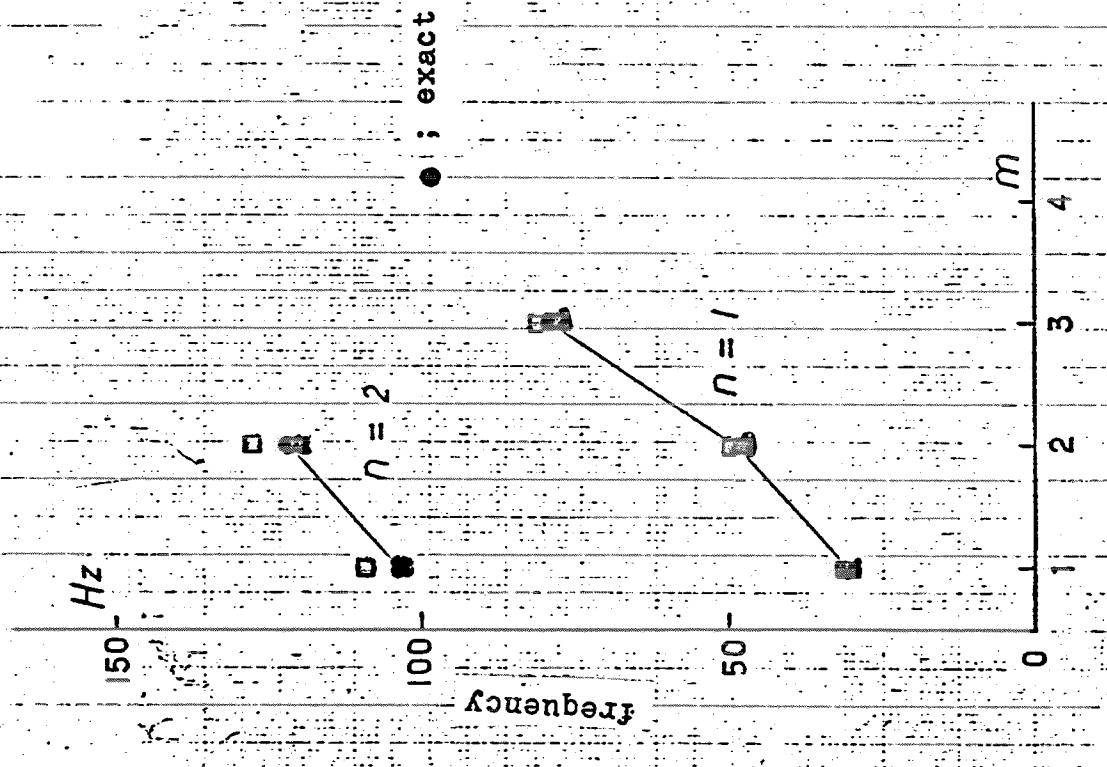 Hz
150
100
50
0
frequency
● ; exact
n = 2
n = 1
1 2 3 4
m